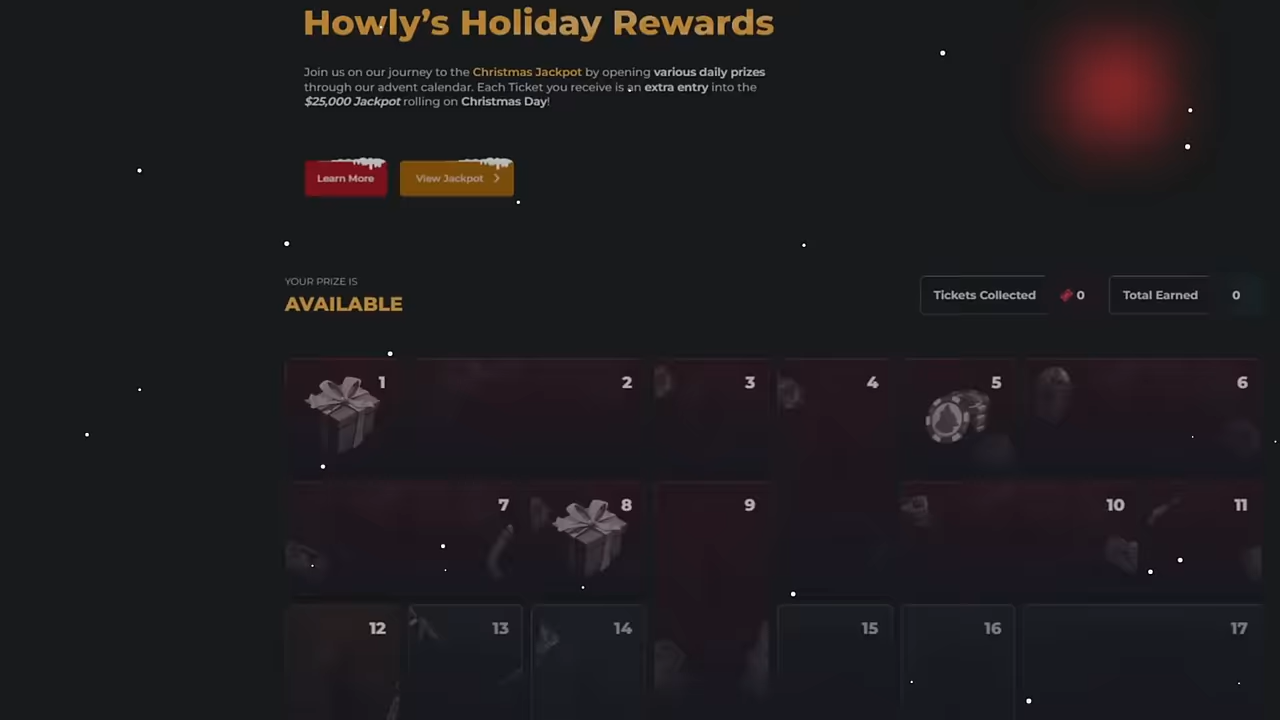 Howly’s Holiday Rewards
Join us on our journey to the Christmas Jackpot by opening various daily prizes
through our advent calendar. Each Ticket you receive is an extra entry into the
$25,000 Jackpot rolling on Christmas Day!
Learn More
View Jackpot
YOUR PRIZE IS
AVAILABLE
Tickets Collected 0
Total Earned 0
1 2 3 4 5 6
7 8 9 10 11
12 13 14 15 16 17